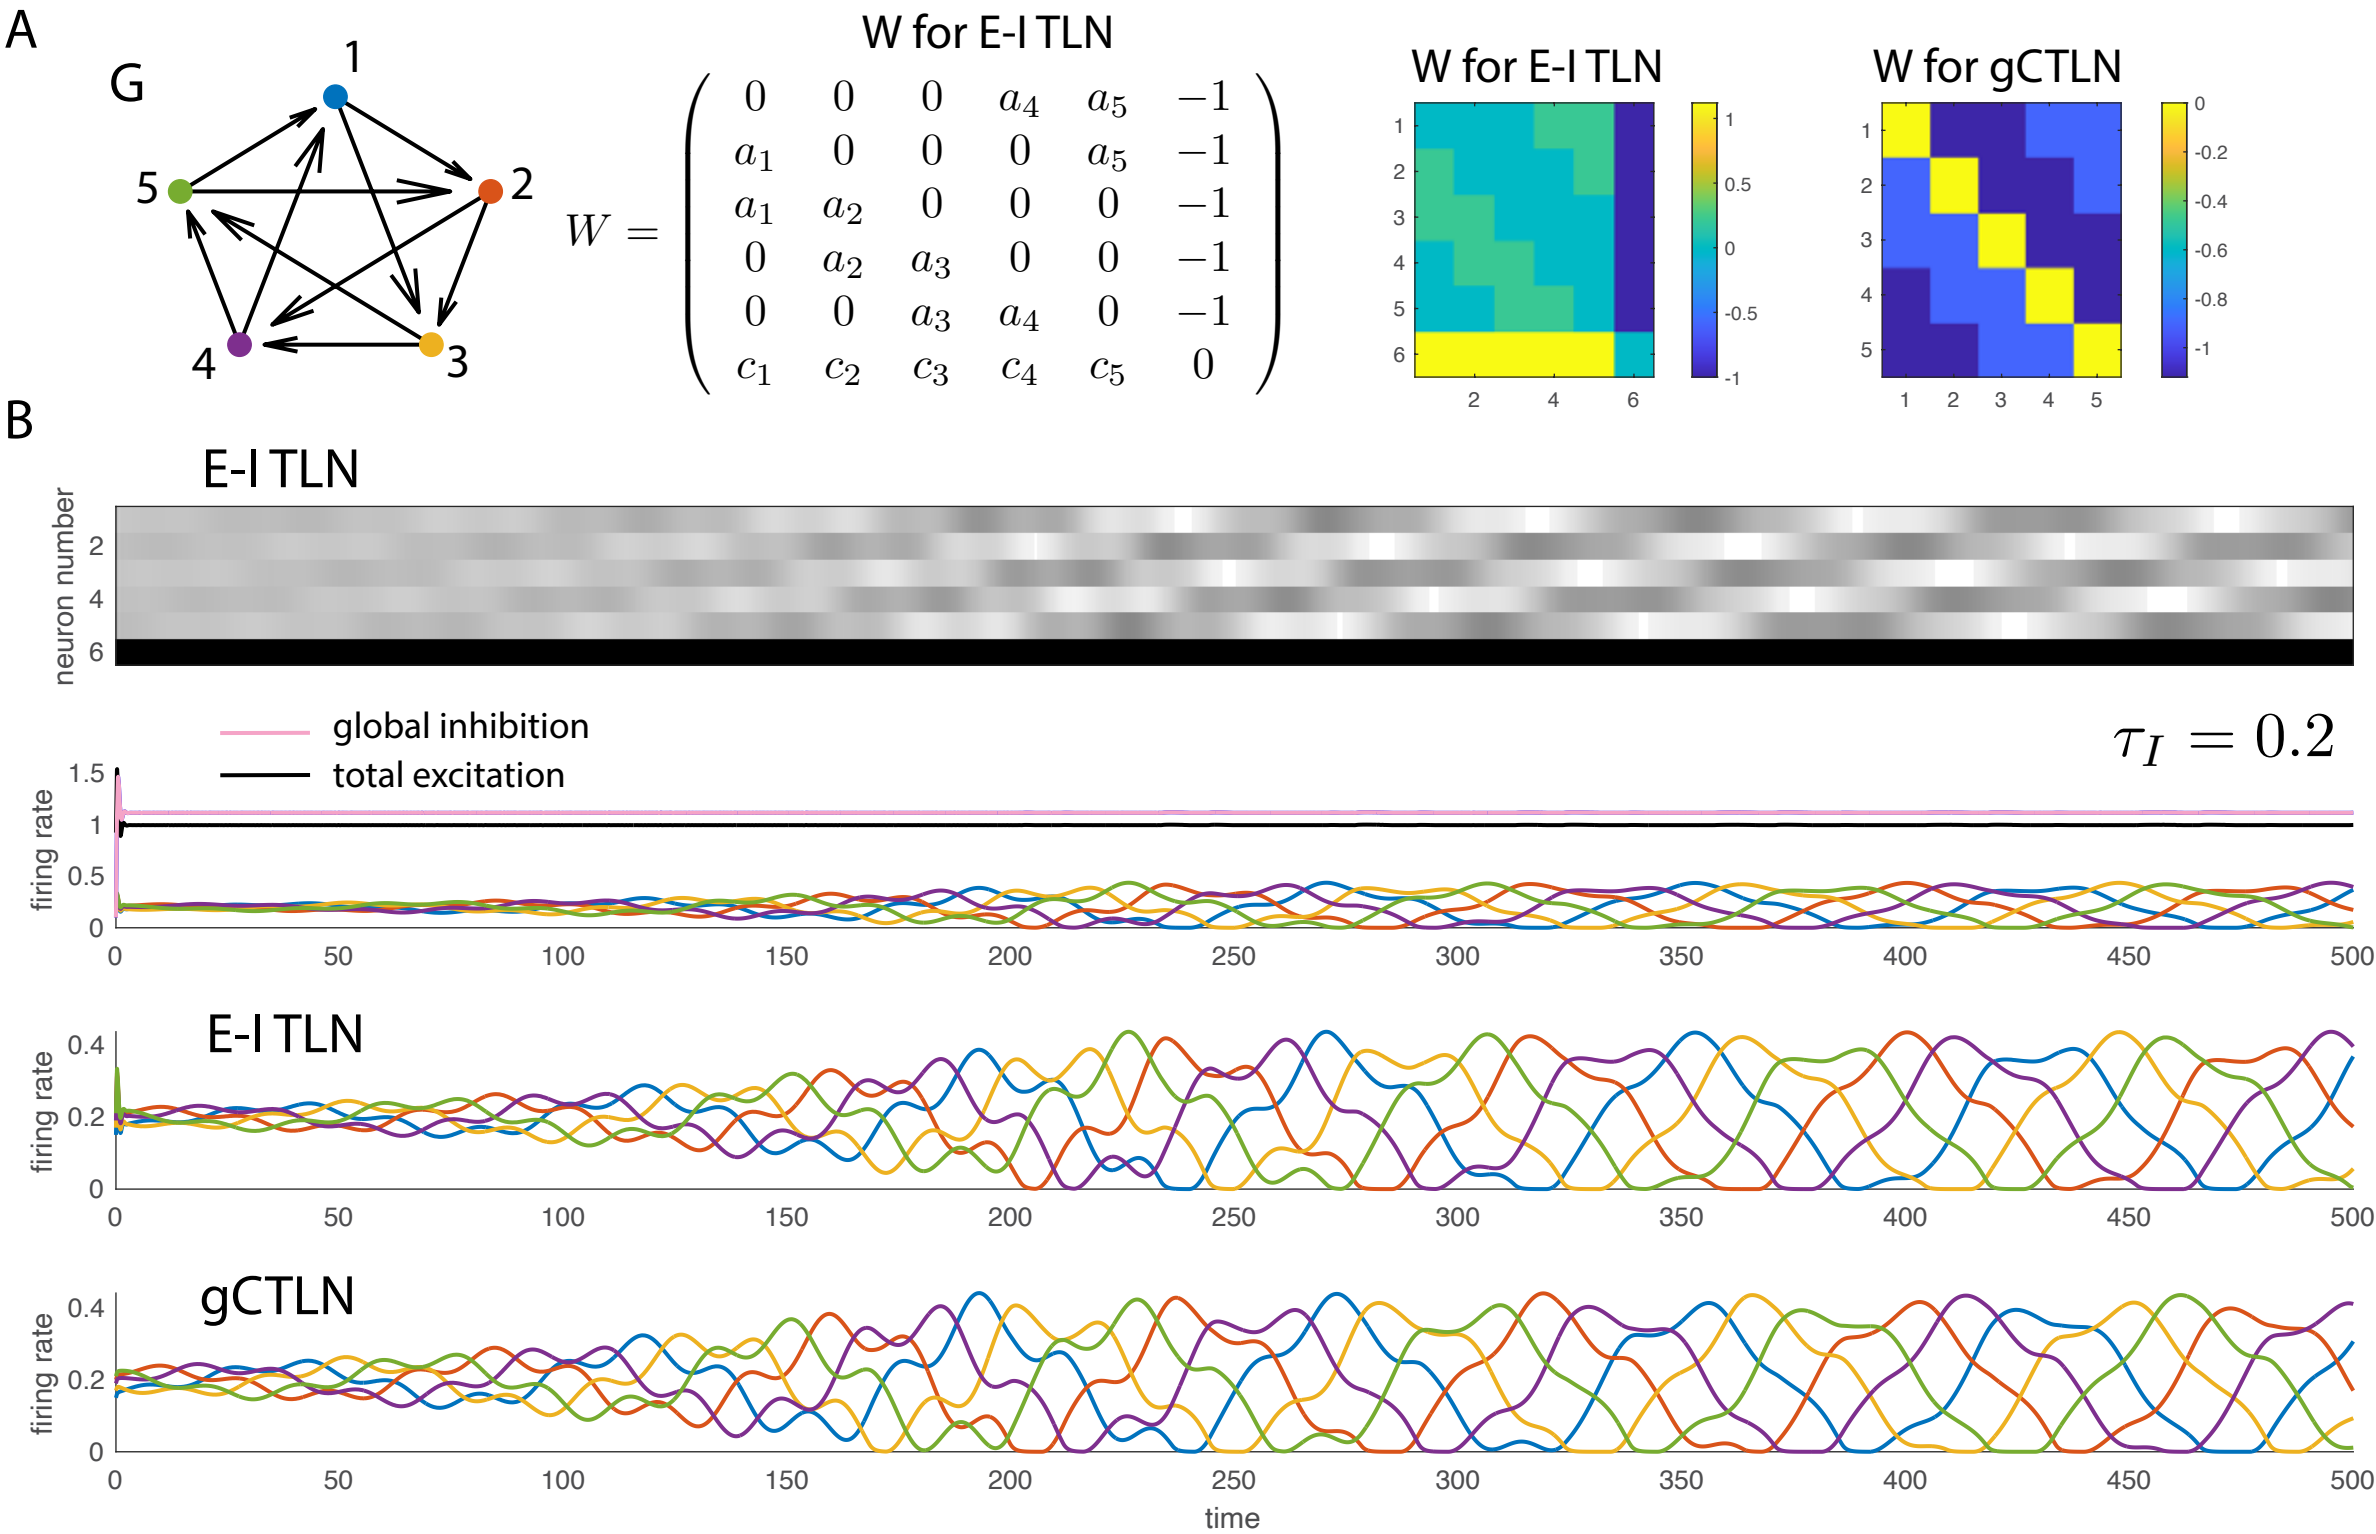 A
G
1
2
3
4
5
W for E-I TLN
W =
0 0 0 a₄ a₅ −1
a₁ 0 0 0 a₅ −1
a₁ a₂ 0 0 0 −1
0 a₂ a₃ 0 0 −1
0 0 a₃ a₄ 0 −1
c₁ c₂ c₃ c₄ c₅ 0
W for E-I TLN
1
2
3
4
5
6
2 4 6
1
0.5
0
-0.5
-1
W for gCTLN
1
2
3
4
5
1 2 3 4 5
0
-0.2
-0.4
-0.6
-0.8
-1
B
E-I TLN
neuron number
2
4
6
global inhibition
total excitation
τ_I = 0.2
firing rate
1.5
1
0.5
0
0 50 100 150 200 250 300 350 400 450 500
E-I TLN
firing rate
0.4
0.2
0
0 50 100 150 200 250 300 350 400 450 500
gCTLN
firing rate
0.4
0.2
0
0 50 100 150 200 250 300 350 400 450 500
time